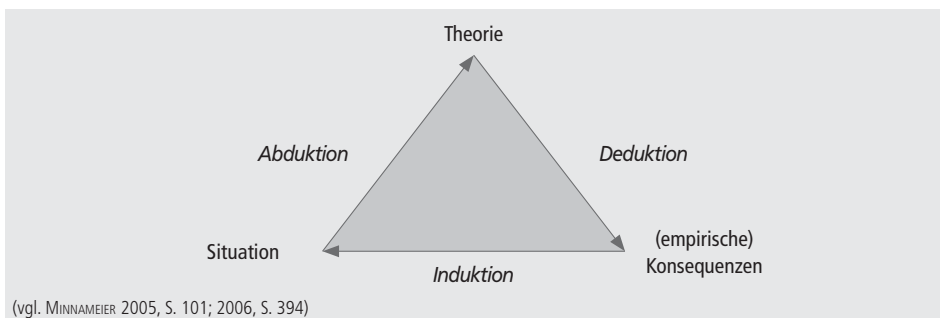 Theorie
Abduktion
Deduktion
Situation
(empirische)
Konsequenzen
Induktion
(vgl. MINNAMEIER 2005, S. 101; 2006, S. 394)